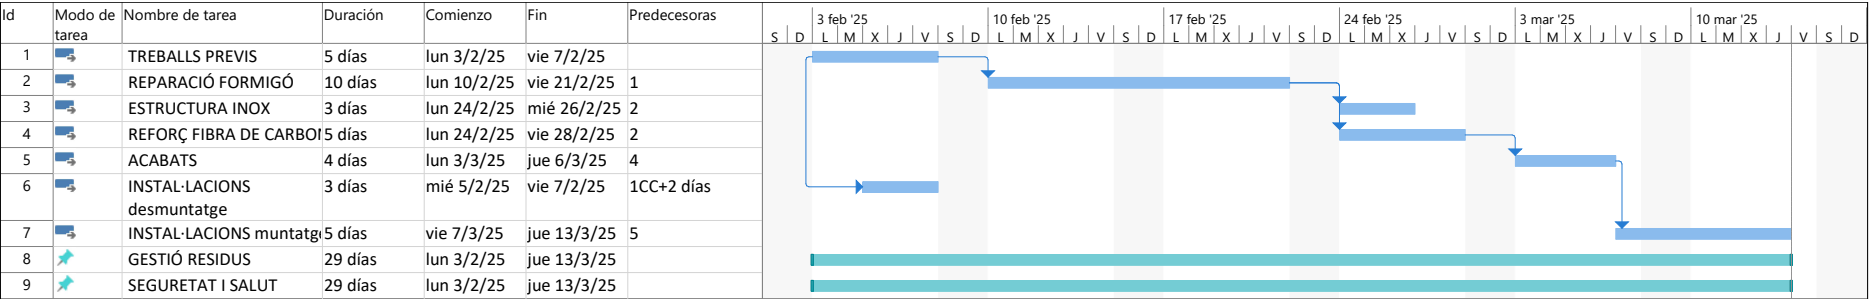 Id Modo de tarea Nombre de tarea Duración Comienzo Fin Predecesoras
3 feb '25 10 feb '25 17 feb '25 24 feb '25 3 mar '25 10 mar '25
S D L M X J V S D L M X J V S D L M X J V S D L M X J V S D L M X J V S D L M X J V S D
1 TREBALLS PREVIS 5 días lun 3/2/25 vie 7/2/25
2 REPARACIÓ FORMIGÓ 10 días lun 10/2/25 vie 21/2/25 1
3 ESTRUCTURA INOX 3 días lun 24/2/25 mié 26/2/25 2
4 REFORÇ FIBRA DE CARBO 5 días lun 24/2/25 vie 28/2/25 2
5 ACABATS 4 días lun 3/3/25 jue 6/3/25 4
6 INSTAL·LACIONS desmuntatge 3 días mié 5/2/25 vie 7/2/25 1CC+2 días
7 INSTAL·LACIONS muntatg 5 días vie 7/3/25 jue 13/3/25 5
8 GESTIÓ RESIDUS 29 días lun 3/2/25 jue 13/3/25
9 SEGURETAT I SALUT 29 días lun 3/2/25 jue 13/3/25